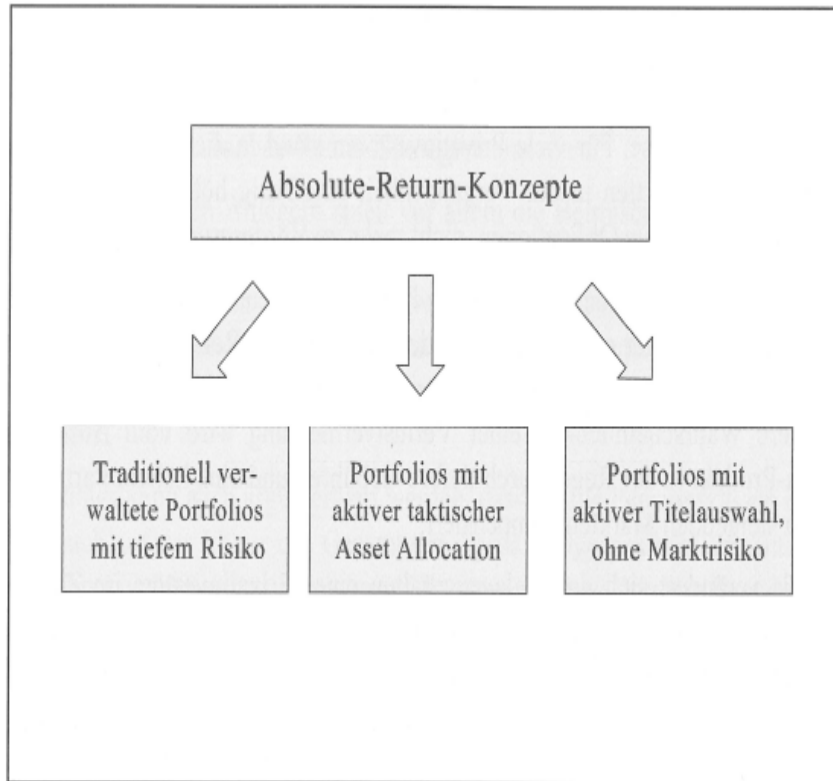 Absolute-Return-Konzepte
Traditionell ver-
waltete Portfolios
mit tiefem Risiko
Portfolios mit
aktiver taktischer
Asset Allocation
Portfolios mit
aktiver Titelauswahl,
ohne Marktrisiko